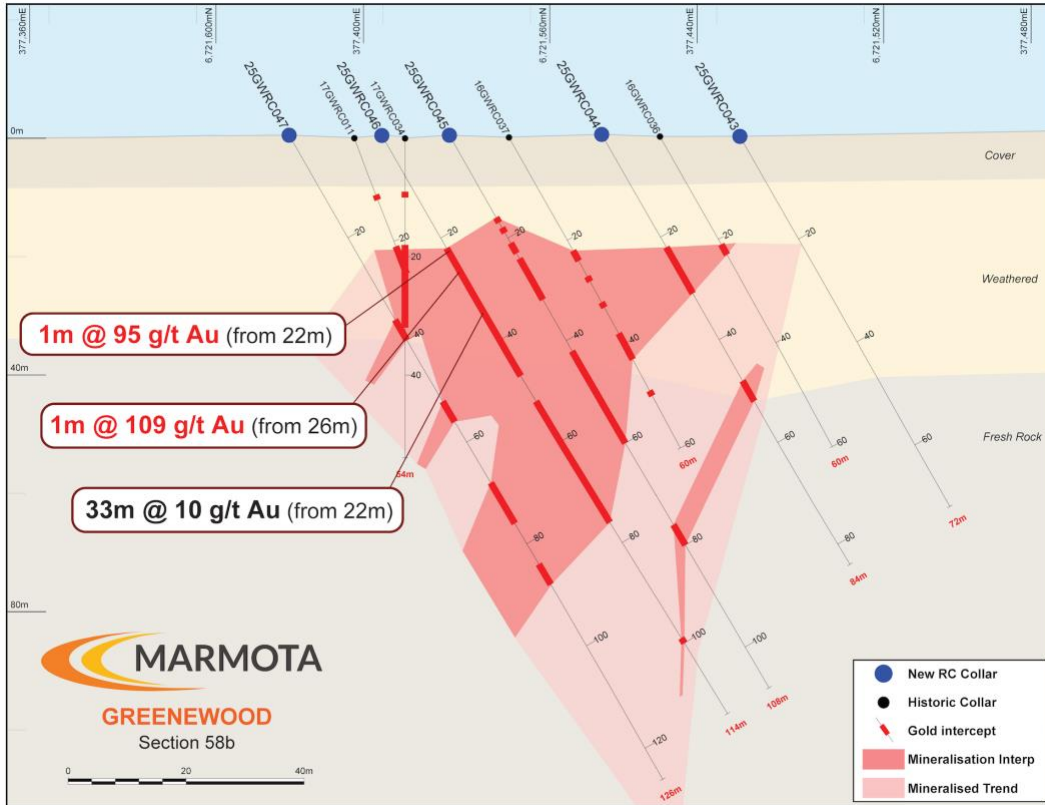 377,360mE
6,721,600mN
377,400mE
6,721,560mN
377,440mE
6,721,520mN
377,480mE
25GWRC047
17GWRC011
25GWRC046
17GWRC034
25GWRC045
16GWRC037
25GWRC044
16GWRC036
25GWRC043
0m
Cover
20
20
20
20
20
20
20
20
Weathered
1m @ 95 g/t Au (from 22m)
40
40
40
40
40
40
40m
40
1m @ 109 g/t Au (from 26m)
60
60
60
60
60
60
60
Fresh Rock
54m
60m
60m
33m @ 10 g/t Au (from 22m)
72m
80
80
80
80
84m
80m
100
100
100
MARMOTA
GREENEWOOD
Section 58b
0 20 40m
108m
114m
120
126m
New RC Collar
Historic Collar
Gold intercept
Mineralisation Interp
Mineralised Trend